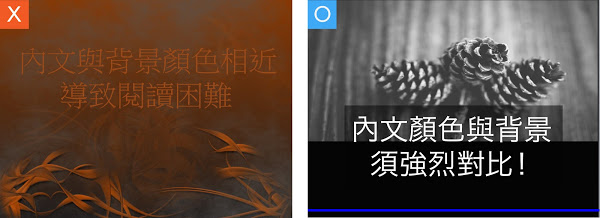 X
內文與背景顏色相近
導致閱讀困難
O
內文顏色與背景
須強烈對比！